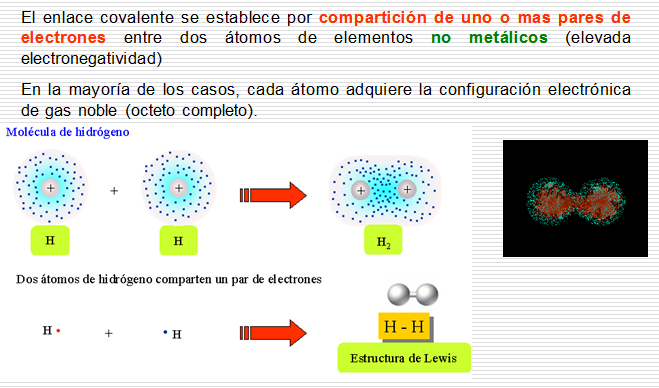 El enlace covalente se establece por compartición de uno o mas pares de
electrones entre dos átomos de elementos no metálicos (elevada
electronegatividad)
En la mayoría de los casos, cada átomo adquiere la configuración electrónica
de gas noble (octeto completo).
Molécula de hidrógeno
+ + + + +
H H H₂
Dos átomos de hidrógeno comparten un par de electrones
H • + • H H - H
Estructura de Lewis